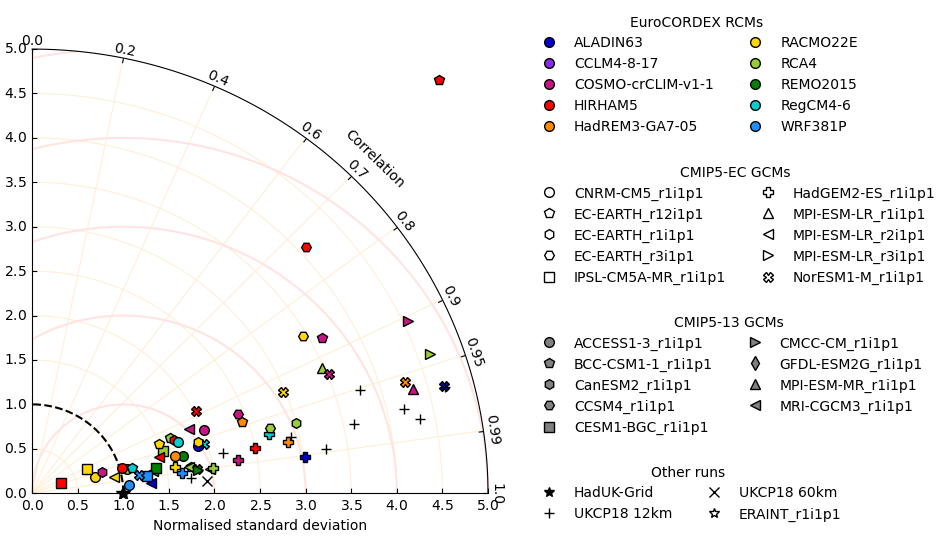 0.0
0.2
0.4
0.6
Correlation
0.7
0.8
0.9
0.95
0.99
1.0
5.0
4.5
4.0
3.5
3.0
2.5
2.0
1.5
1.0
0.5
0.0
0.0 0.5 1.0 1.5 2.0 2.5 3.0 3.5 4.0 4.5 5.0
Normalised standard deviation
EuroCORDEX RCMs
ALADIN63 RACMO22E
CCLM4-8-17 RCA4
COSMO-crCLIM-v1-1 REMO2015
HIRHAM5 RegCM4-6
HadREM3-GA7-05 WRF381P
CMIP5-EC GCMs
CNRM-CM5_r1i1p1 HadGEM2-ES_r1i1p1
EC-EARTH_r12i1p1 MPI-ESM-LR_r1i1p1
EC-EARTH_r1i1p1 MPI-ESM-LR_r2i1p1
EC-EARTH_r3i1p1 MPI-ESM-LR_r3i1p1
IPSL-CM5A-MR_r1i1p1 NorESM1-M_r1i1p1
CMIP5-13 GCMs
ACCESS1-3_r1i1p1 CMCC-CM_r1i1p1
BCC-CSM1-1_r1i1p1 GFDL-ESM2G_r1i1p1
CanESM2_r1i1p1 MPI-ESM-MR_r1i1p1
CCSM4_r1i1p1 MRI-CGCM3_r1i1p1
CESM1-BGC_r1i1p1
Other runs
HadUK-Grid UKCP18 60km
UKCP18 12km ERAINT_r1i1p1